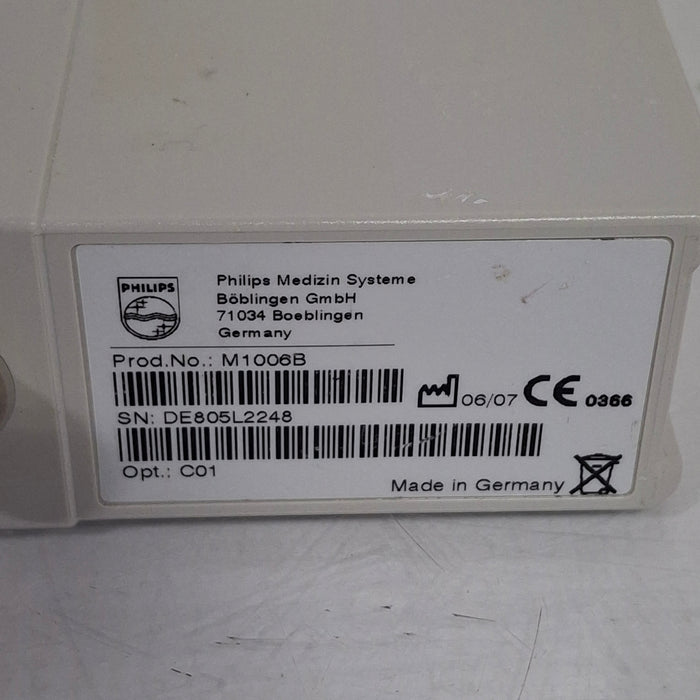 PHILIPS
Philips Medizin Systeme
Böblingen GmbH
71034 Boeblingen
Germany
Prod.No.: M1006B
06/07 CE 0366
SN: DE805L2248
Opt.: C01
Made in Germany